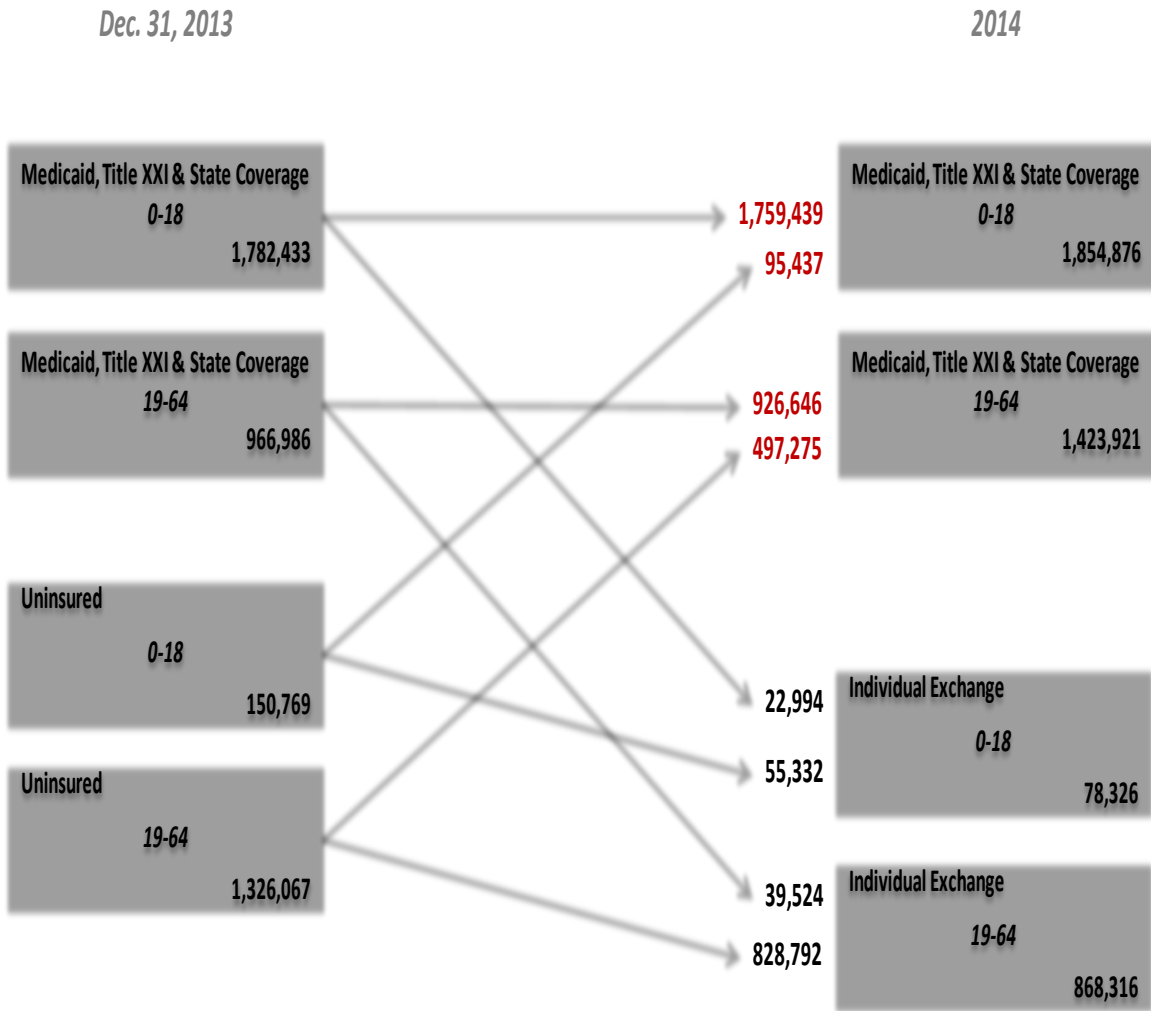 Dec. 31, 2013
2014
Medicaid, Title XXI & State Coverage
0-18
1,782,433
Medicaid, Title XXI & State Coverage
19-64
966,986
Uninsured
0-18
150,769
Uninsured
19-64
1,326,067
1,759,439
95,437
926,646
497,275
22,994
55,332
39,524
828,792
Medicaid, Title XXI & State Coverage
0-18
1,854,876
Medicaid, Title XXI & State Coverage
19-64
1,423,921
Individual Exchange
0-18
78,326
Individual Exchange
19-64
868,316